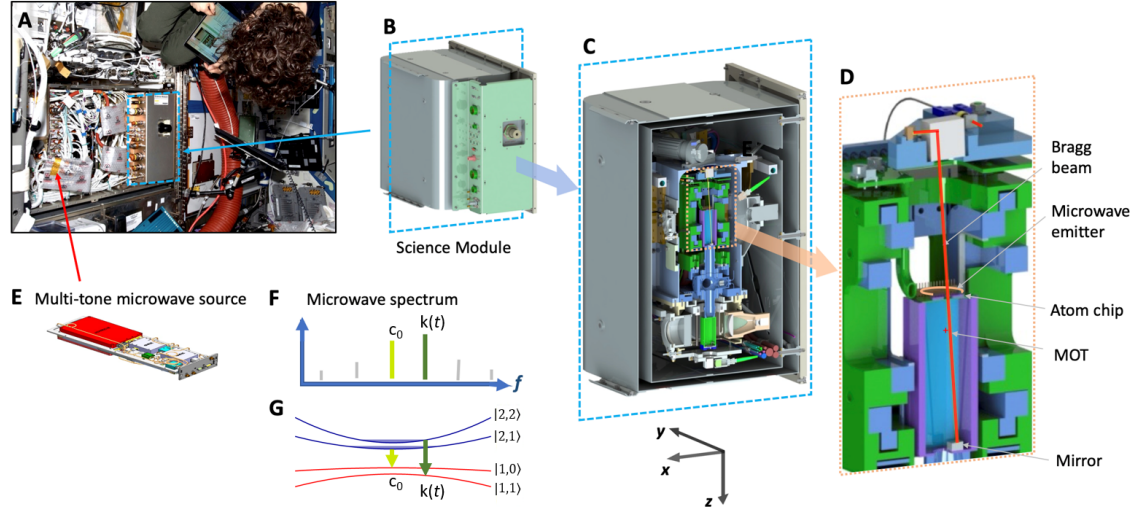 A
B
Science Module
C
D
Bragg
beam
Microwave
emitter
Atom chip
MOT
Mirror
E
Multi-tone microwave source
F
Microwave spectrum
c₀
k(t)
f
G
|2,2⟩
|2,1⟩
|1,0⟩
|1,1⟩
c₀
k(t)
y
x
z